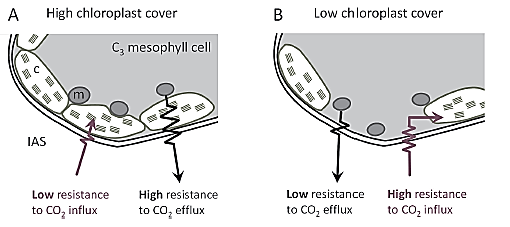 A High chloroplast cover
C3 mesophyll cell
c
m
IAS
Low resistance
to CO2 influx
High resistance
to CO2 efflux
B Low chloroplast cover
Low resistance
to CO2 efflux
High resistance
to CO2 influx